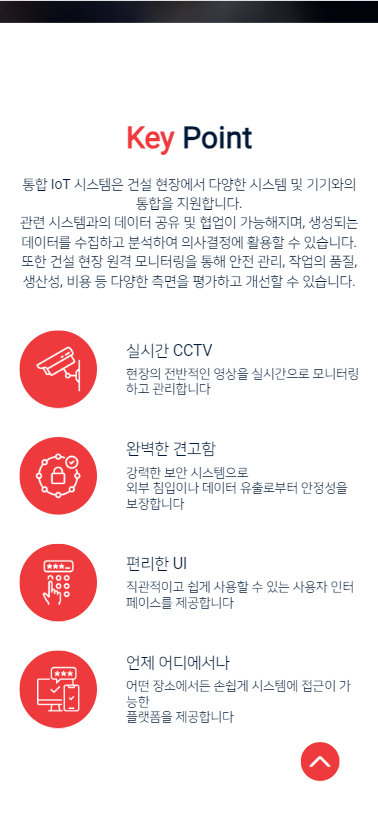 Key Point
통합 IoT 시스템은 건설 현장에서 다양한 시스템 및 기기와의
통합을 지원합니다.
관련 시스템과의 데이터 공유 및 협업이 가능해지며, 생성되는
데이터를 수집하고 분석하여 의사결정에 활용할 수 있습니다.
또한 건설 현장 원격 모니터링을 통해 안전 관리, 작업의 품질,
생산성, 비용 등 다양한 측면을 평가하고 개선할 수 있습니다.
실시간 CCTV
현장의 전반적인 영상을 실시간으로 모니터링
하고 관리합니다
완벽한 견고함
강력한 보안 시스템으로
외부 침입이나 데이터 유출로부터 안정성을
보장합니다
편리한 UI
직관적이고 쉽게 사용할 수 있는 사용자 인터
페이스를 제공합니다
언제 어디에서나
어떤 장소에서든 손쉽게 시스템에 접근이 가
능한
플랫폼을 제공합니다